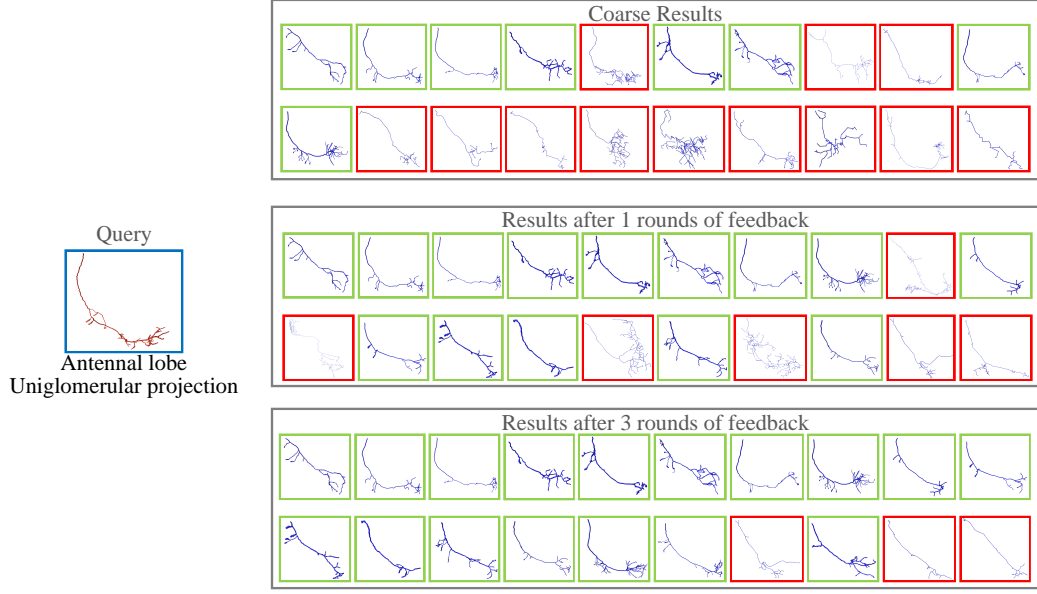 Coarse Results
Results after 1 rounds of feedback
Query
Antennal lobe
Uniglomerular projection
Results after 3 rounds of feedback